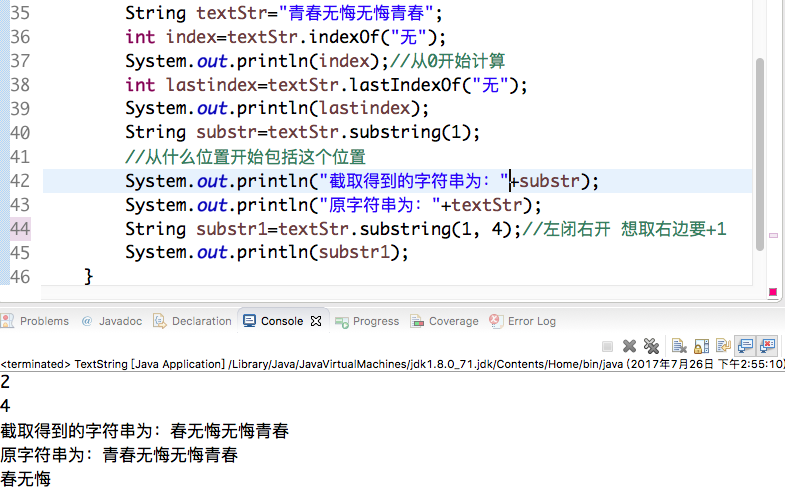 35 String textStr="青春无悔无悔青春";
36 int index=textStr.indexOf("无");
37 System.out.println(index);//从0开始计算
38 int lastindex=textStr.lastIndexOf("无");
39 System.out.println(lastindex);
40 String substr=textStr.substring(1);
41 //从什么位置开始包括这个位置
42 System.out.println("截取得到的字符串为："+substr);
43 System.out.println("原字符串为："+textStr);
44 String substr1=textStr.substring(1, 4);//左闭右开 想取右边要+1
45 System.out.println(substr1);
46 }
Problems @ Javadoc Declaration Console Progress Coverage Error Log
<terminated> TextString [Java Application] /Library/Java/JavaVirtualMachines/jdk1.8.0_71.jdk/Contents/Home/bin/java (2017年7月26日 下午2:55:10)
2
4
截取得到的字符串为：春无悔无悔青春
原字符串为：青春无悔无悔青春
春无悔